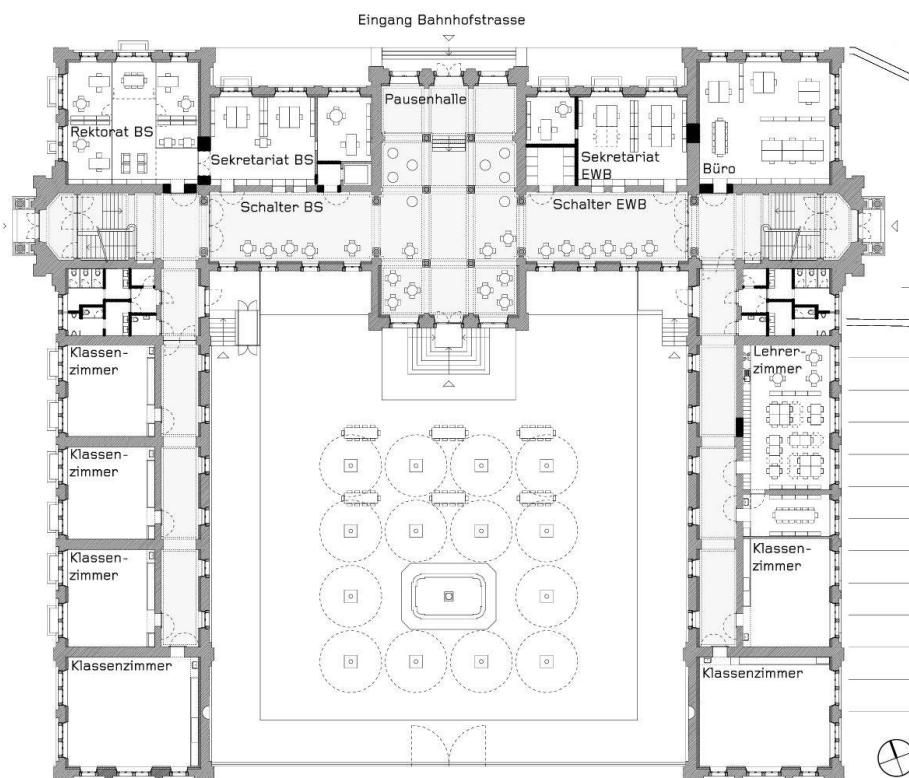 Eingang Bahnhofstrasse
Pausenhalle
Rektorat BS
Sekretariat BS
Sekretariat
EWB
Büro
Schalter BS
Schalter EWB
Klassen-
zimmer
Lehrer-
zimmer
Klassen-
zimmer
Klassen-
zimmer
Klassen-
zimmer
Klassenzimmer
Klassenzimmer